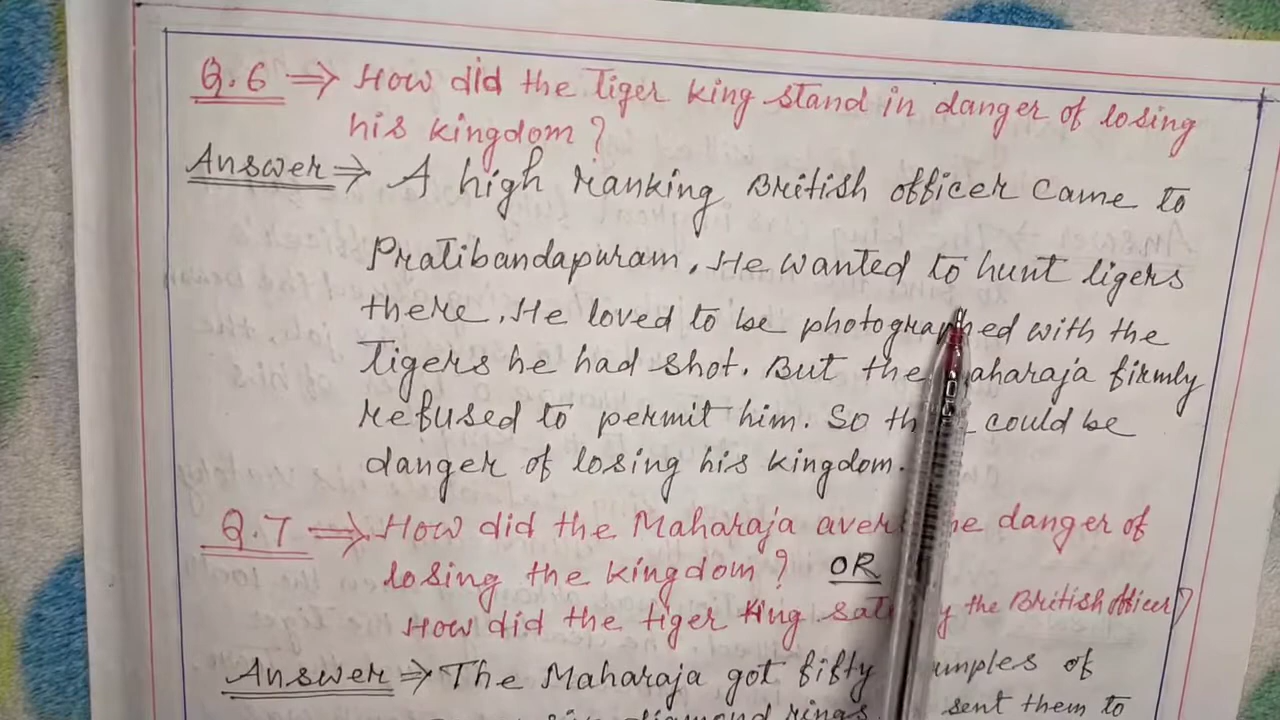 Q.6 ⇒ How did the Tiger king stand in danger of losing
his kingdom?
Answer ⇒ A high ranking British officer came to
Pratibandapuram. He wanted to hunt tigers
there. He loved to be photographed with the
Tigers he had shot. But the Maharaja firmly
refused to permit him. So could be
danger of losing his kingdom.
Q.7 ⇒ How did the Maharaja avert the danger of
losing the kingdom? OR
How did the tiger king satisfy the British officer?
Answer ⇒ The Maharaja got fifty of
diamond rings sent them to